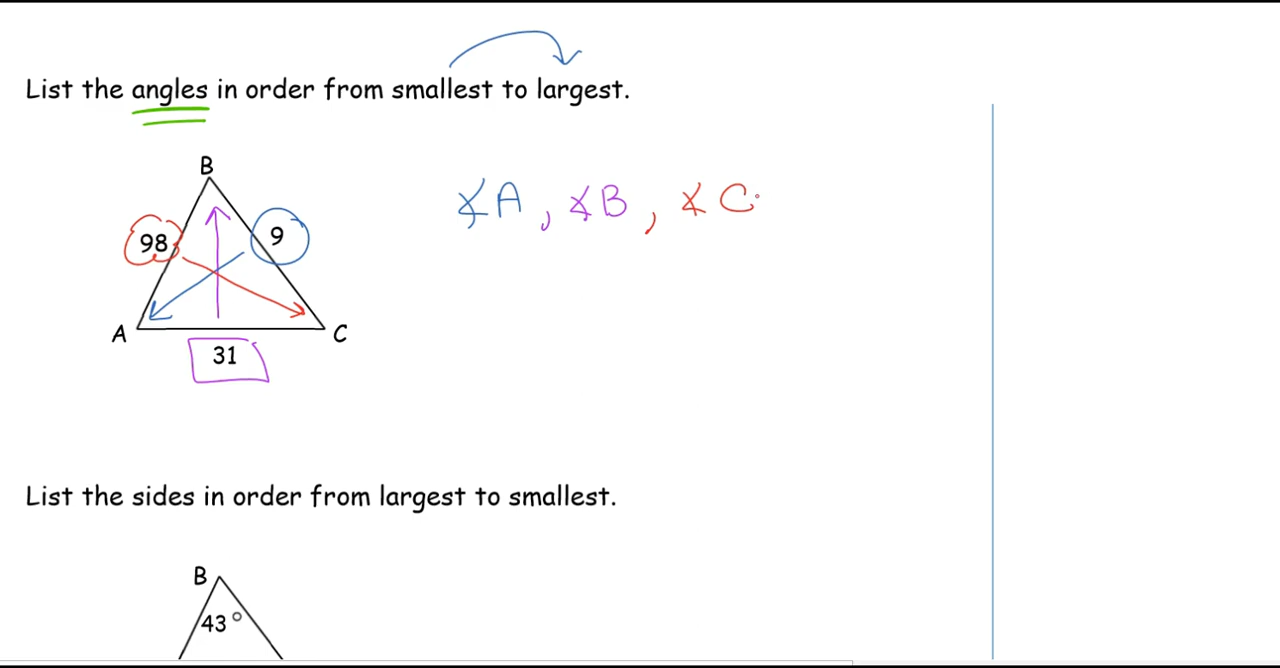 List the angles in order from smallest to largest.
B
∡A, ∡B, ∡C
98
9
A
C
31
List the sides in order from largest to smallest.
B
43°